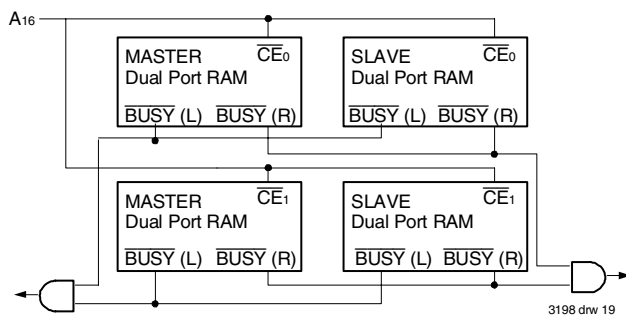 A16
MASTER CE0
Dual Port RAM
BUSY (L) BUSY (R)
SLAVE CE0
Dual Port RAM
BUSY (L) BUSY (R)
MASTER CE1
Dual Port RAM
BUSY (L) BUSY (R)
SLAVE CE1
Dual Port RAM
BUSY (L) BUSY (R)
3198 drw 19